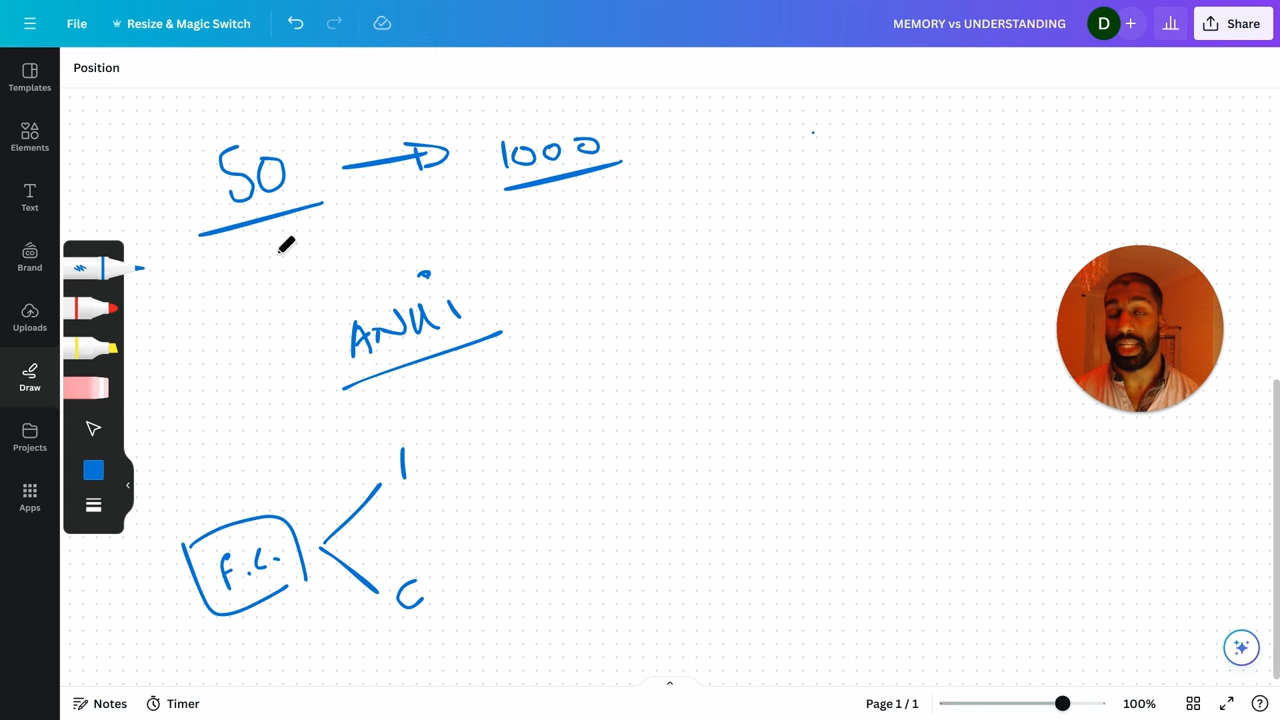 File
Resize & Magic Switch
MEMORY vs UNDERSTANDING
D
+
Share
Position
Templates
Elements
Text
Brand
Uploads
Draw
Projects
Apps
50 → 1000
ANKI
F.C.
I
C
Notes
Timer
Page 1 / 1
100%